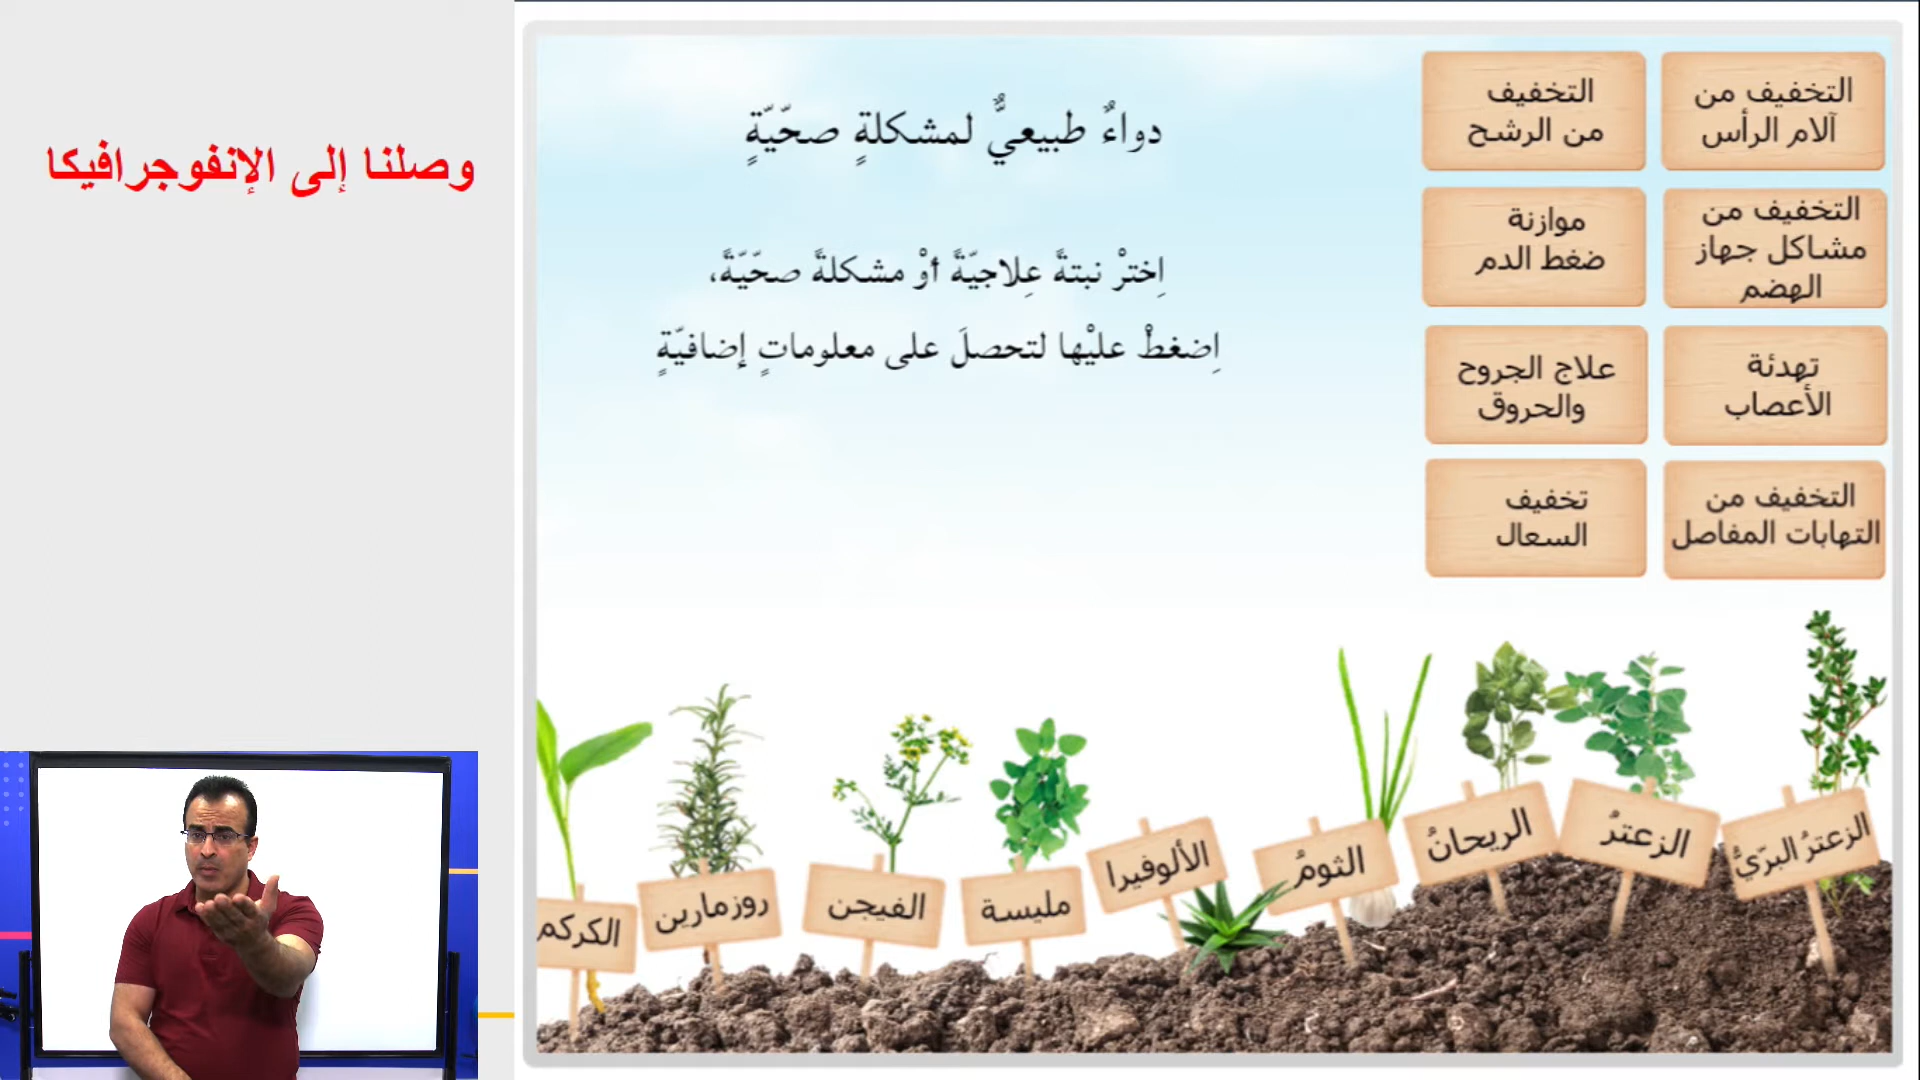 وصلنا إلى الإنفوجرافيكا
دواءٌ طبيعيٌّ لمشكلةٍ صحّيّةٍ
اِخترْ نبتةً عِلاجيّةً أوْ مشكلةً صحّيّةً،
اِضغطْ عليْها لتحصلَ على معلوماتٍ إضافيّةٍ
التخفيف من
آلام الرأس
التخفيف
من الرشح
التخفيف من
مشاكل جهاز
الهضم
موازنة
ضغط الدم
تهدئة
الأعصاب
علاج الجروح
والحروق
التخفيف من
التهابات المفاصل
تخفيف
السعال
الزعترُ البرّيُّ
الزعترُ
الريحانُ
الثومُ
الألوفيرا
مليسة
الفيجن
روزمارين
الكركم